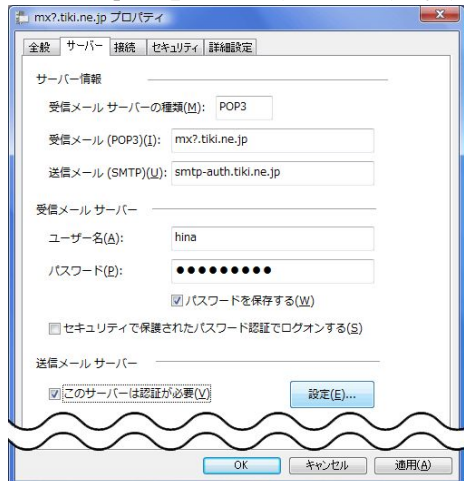 mx?.tiki.ne.jp プロパティ
全般 サーバー 接続 セキュリティ 詳細設定
サーバー情報
受信メール サーバーの種類(M): POP3
受信メール (POP3)(I): mx?.tiki.ne.jp
送信メール (SMTP)(U): smtp-auth.tiki.ne.jp
受信メール サーバー
ユーザー名(A): hina
パスワード(P): ●●●●●●●●●
パスワードを保存する(W)
セキュリティで保護されたパスワード認証でログオンする(S)
送信メール サーバー
このサーバーは認証が必要(V) 設定(E)...
OK キャンセル 適用(A)